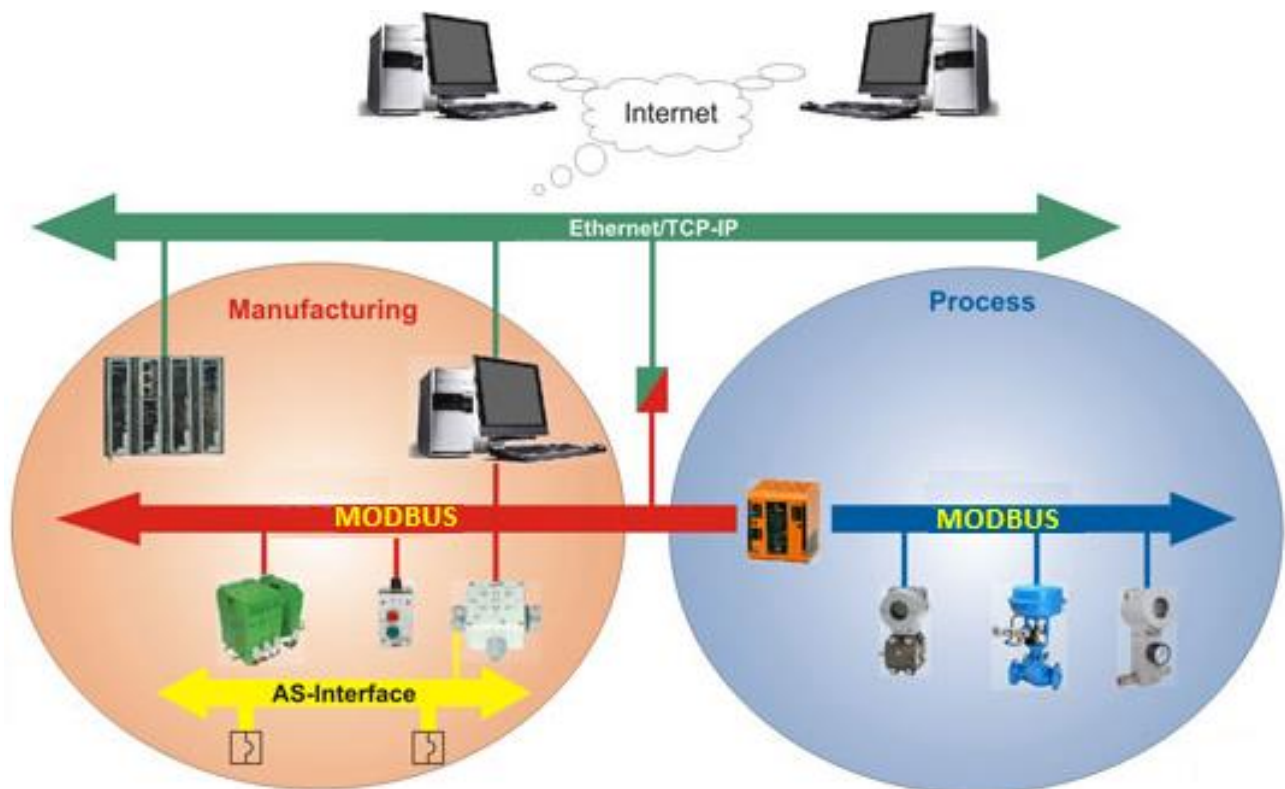 Internet
Ethernet/TCP-IP
Manufacturing
Process
MODBUS
MODBUS
AS-Interface